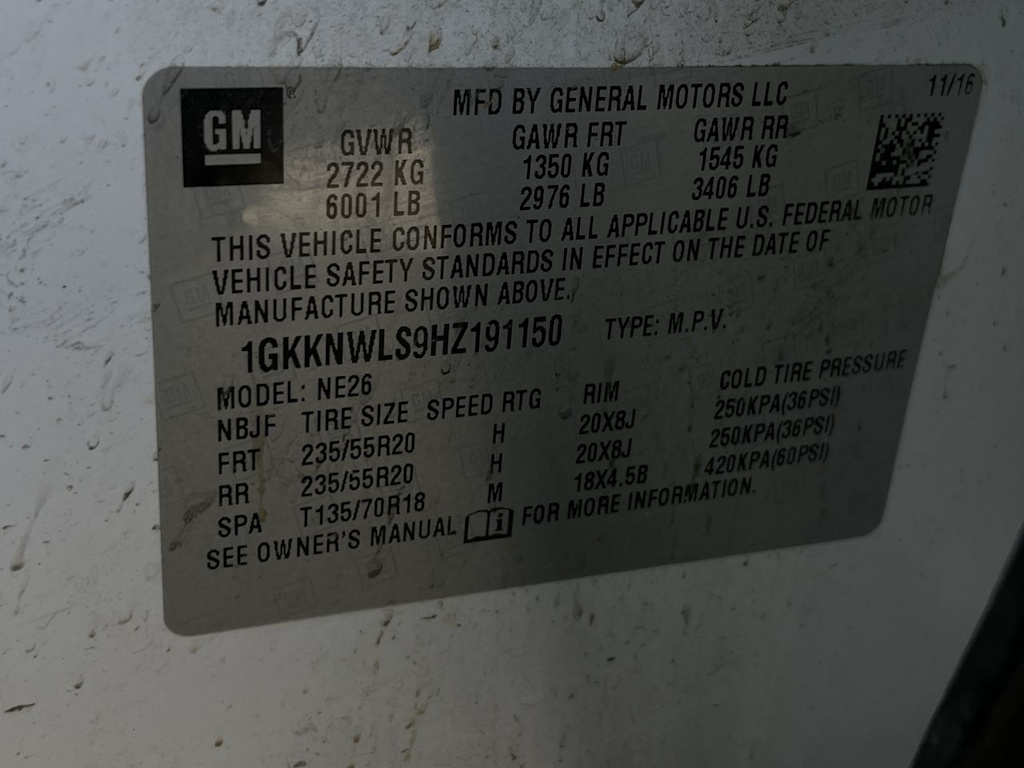 GM
MFD BY GENERAL MOTORS LLC 11/16
GVWR GAWR FRT GAWR RR
2722 KG 1350 KG 1545 KG
6001 LB 2976 LB 3406 LB
THIS VEHICLE CONFORMS TO ALL APPLICABLE U.S. FEDERAL MOTOR
VEHICLE SAFETY STANDARDS IN EFFECT ON THE DATE OF
MANUFACTURE SHOWN ABOVE.
1GKKNWLS9HZ191150 TYPE: M.P.V.
MODEL: NE26
NBJF TIRE SIZE SPEED RTG RIM COLD TIRE PRESSURE
FRT 235/55R20 H 20X8J 250KPA(36PSI)
RR 235/55R20 H 20X8J 250KPA(36PSI)
SPA T135/70R18 M 18X4.5B 420KPA(60PSI)
SEE OWNER'S MANUAL i FOR MORE INFORMATION.